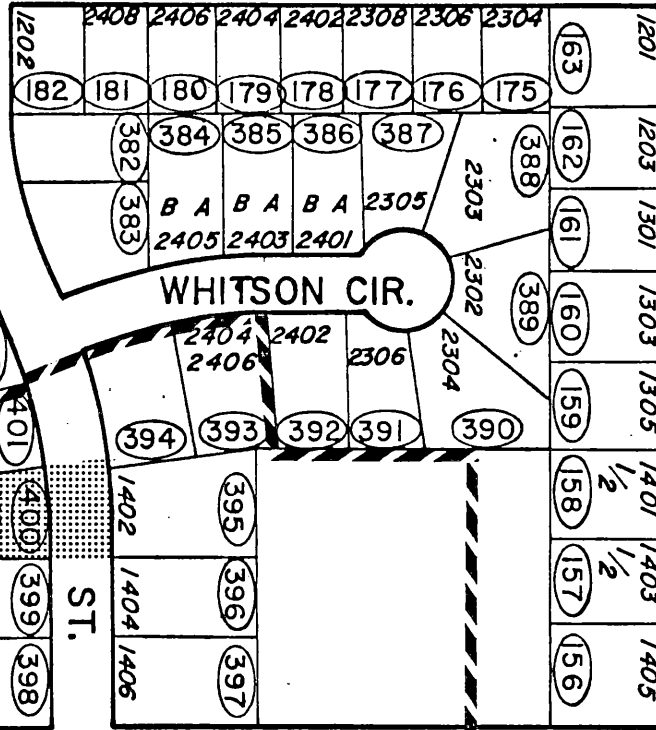 1202 2408 2406 2404 2402 2308 2306 2304 1201
182 181 180 179 178 177 176 175 163
382 384 385 386 387 388 162 1203
383 B A B A B A 2305 2303 161 1301
2405 2403 2401
WHITSON CIR. 2302 389 160 1303
2404 2402
2406 2306 2304 159 1305
401 394 393 392 391 390
400 1402 395 158 1401 1/2
399 ST. 1404 396 157 1403 1/2
398 1406 397 156 1405